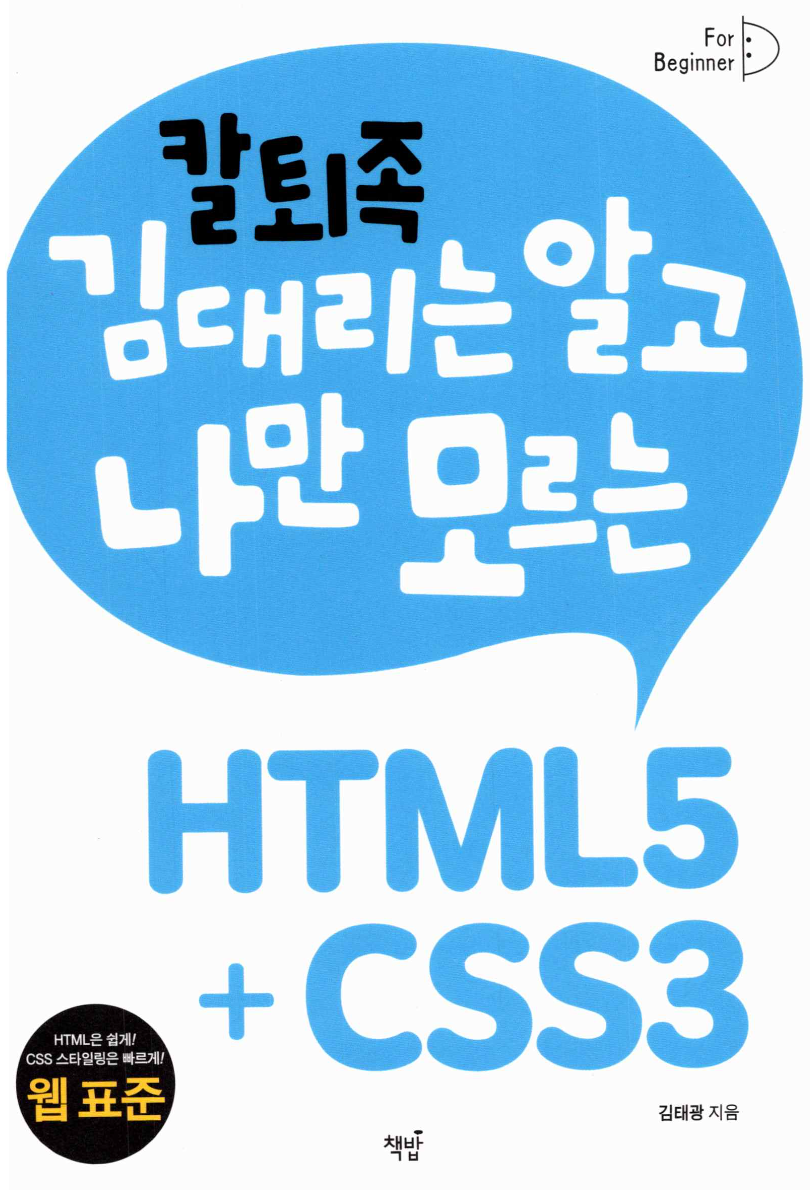 For
Beginner
칼퇴족
김대리는 알고
나만 모르는
HTML5
+ CSS3
HTML은 쉽게!
CSS 스타일링은 빠르게!
웹 표준
김태광 지음
책밥